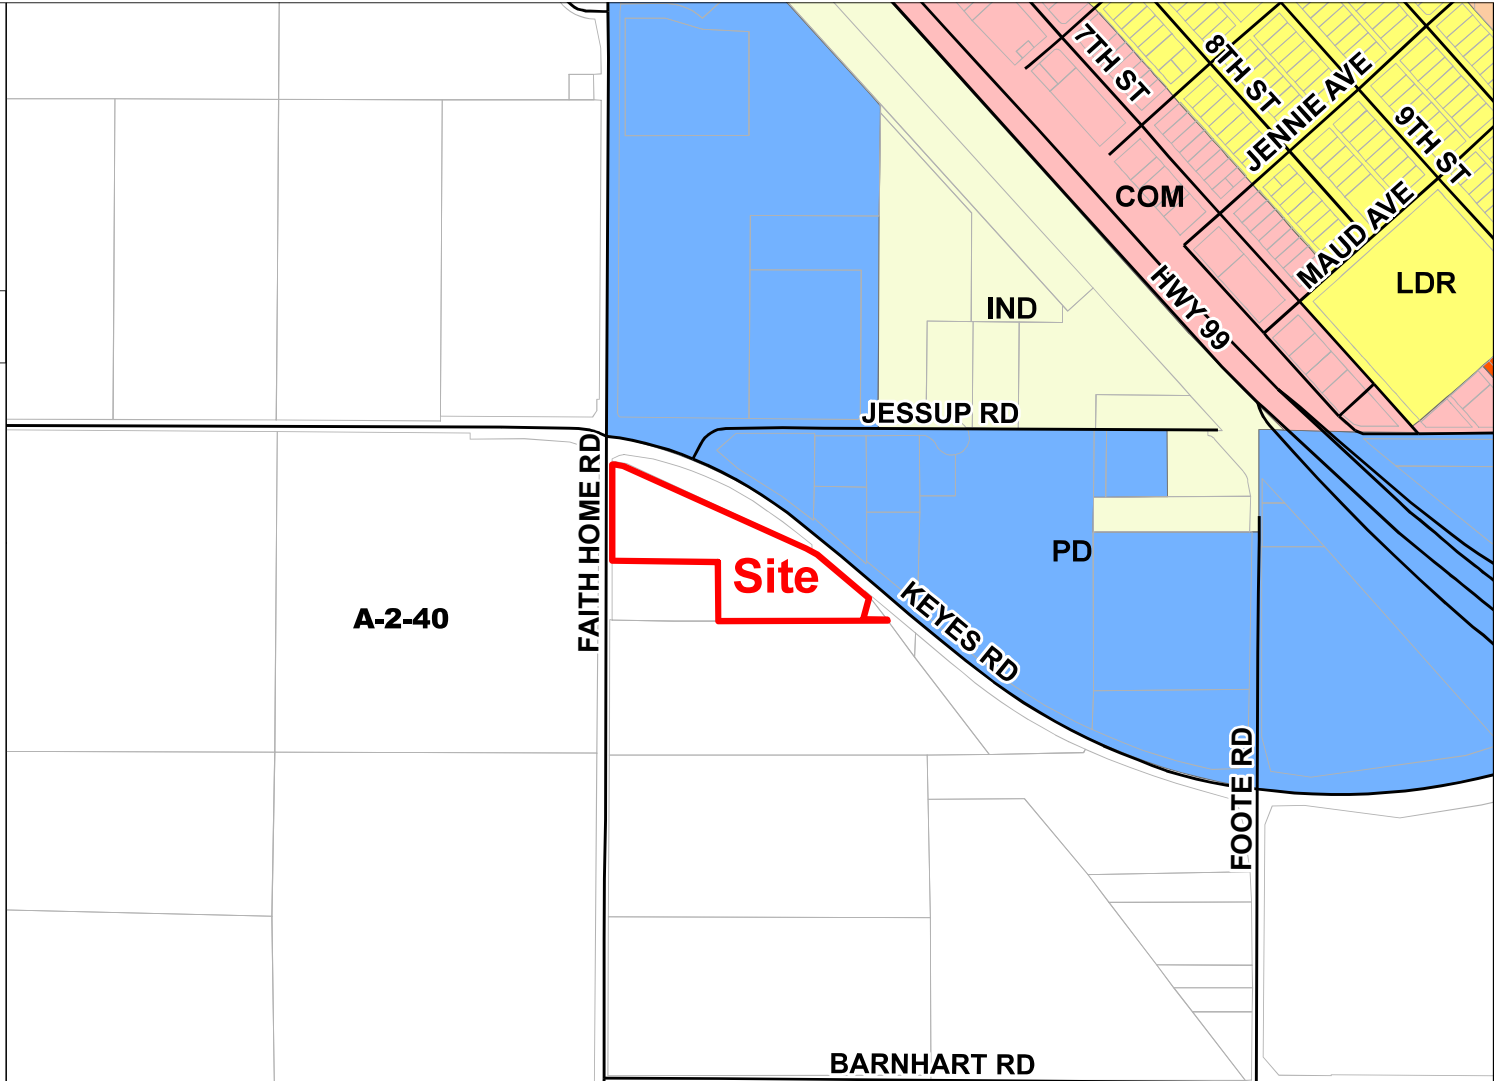 7TH ST
8TH ST
JENNIE AVE
9TH ST
COM
MAUD AVE
LDR
HWY 99
IND
JESSUP RD
FAITH HOME RD
PD
Site
KEYES RD
A-2-40
FOOTE RD
BARNHART RD